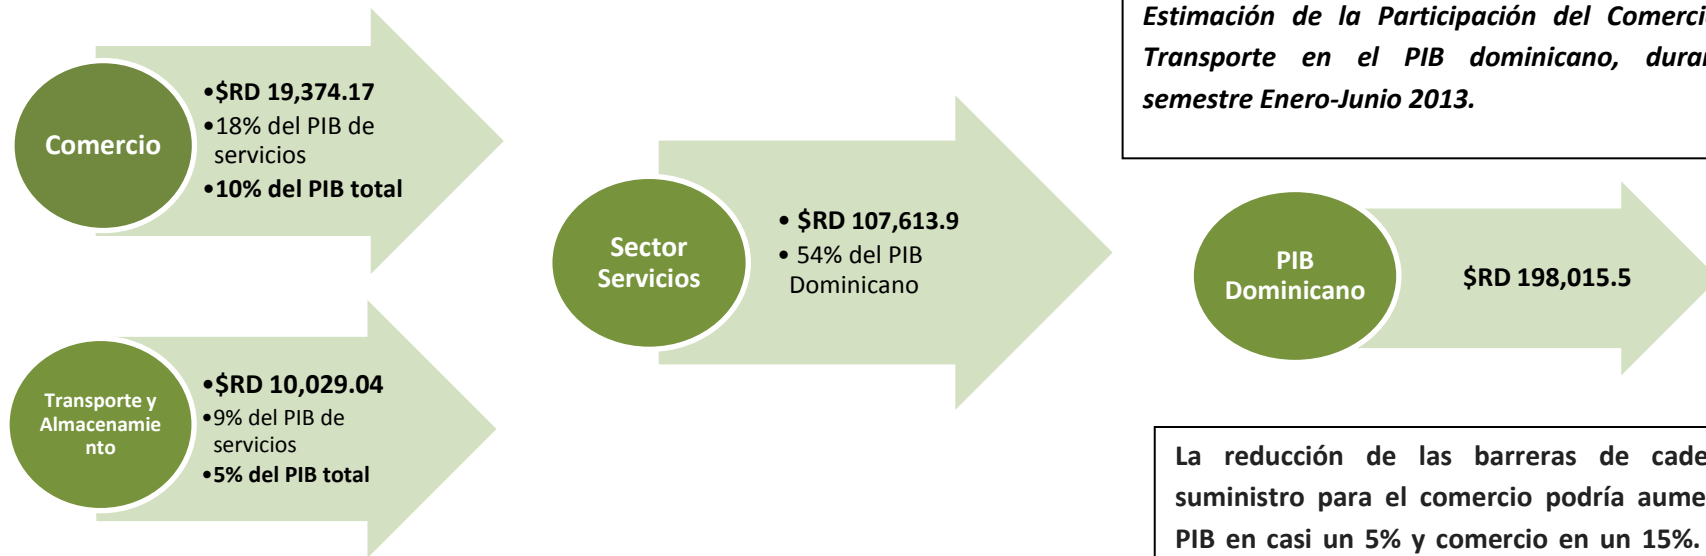 Comercio
•$RD 19,374.17
•18% del PIB de
servicios
•10% del PIB total
Transporte y
Almacenamie
nto
•$RD 10,029.04
•9% del PIB de
servicios
•5% del PIB total
Sector
Servicios
• $RD 107,613.9
• 54% del PIB
Dominicano
Estimación de la Participación del
Transporte en el PIB dominicano,
semestre Enero-Junio 2013.
PIB
Dominicano
$RD 198,015.5
La reducción de las barreras de
suministro para el comercio podría
PIB en casi un 5% y comercio en un 15%.